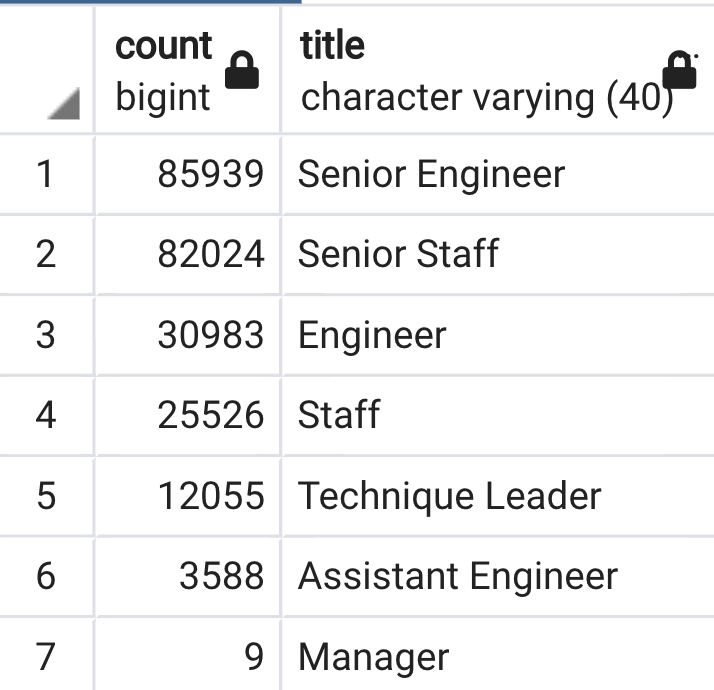 count title
bigint character varying (40)
1 85939 Senior Engineer
2 82024 Senior Staff
3 30983 Engineer
4 25526 Staff
5 12055 Technique Leader
6 3588 Assistant Engineer
7 9 Manager